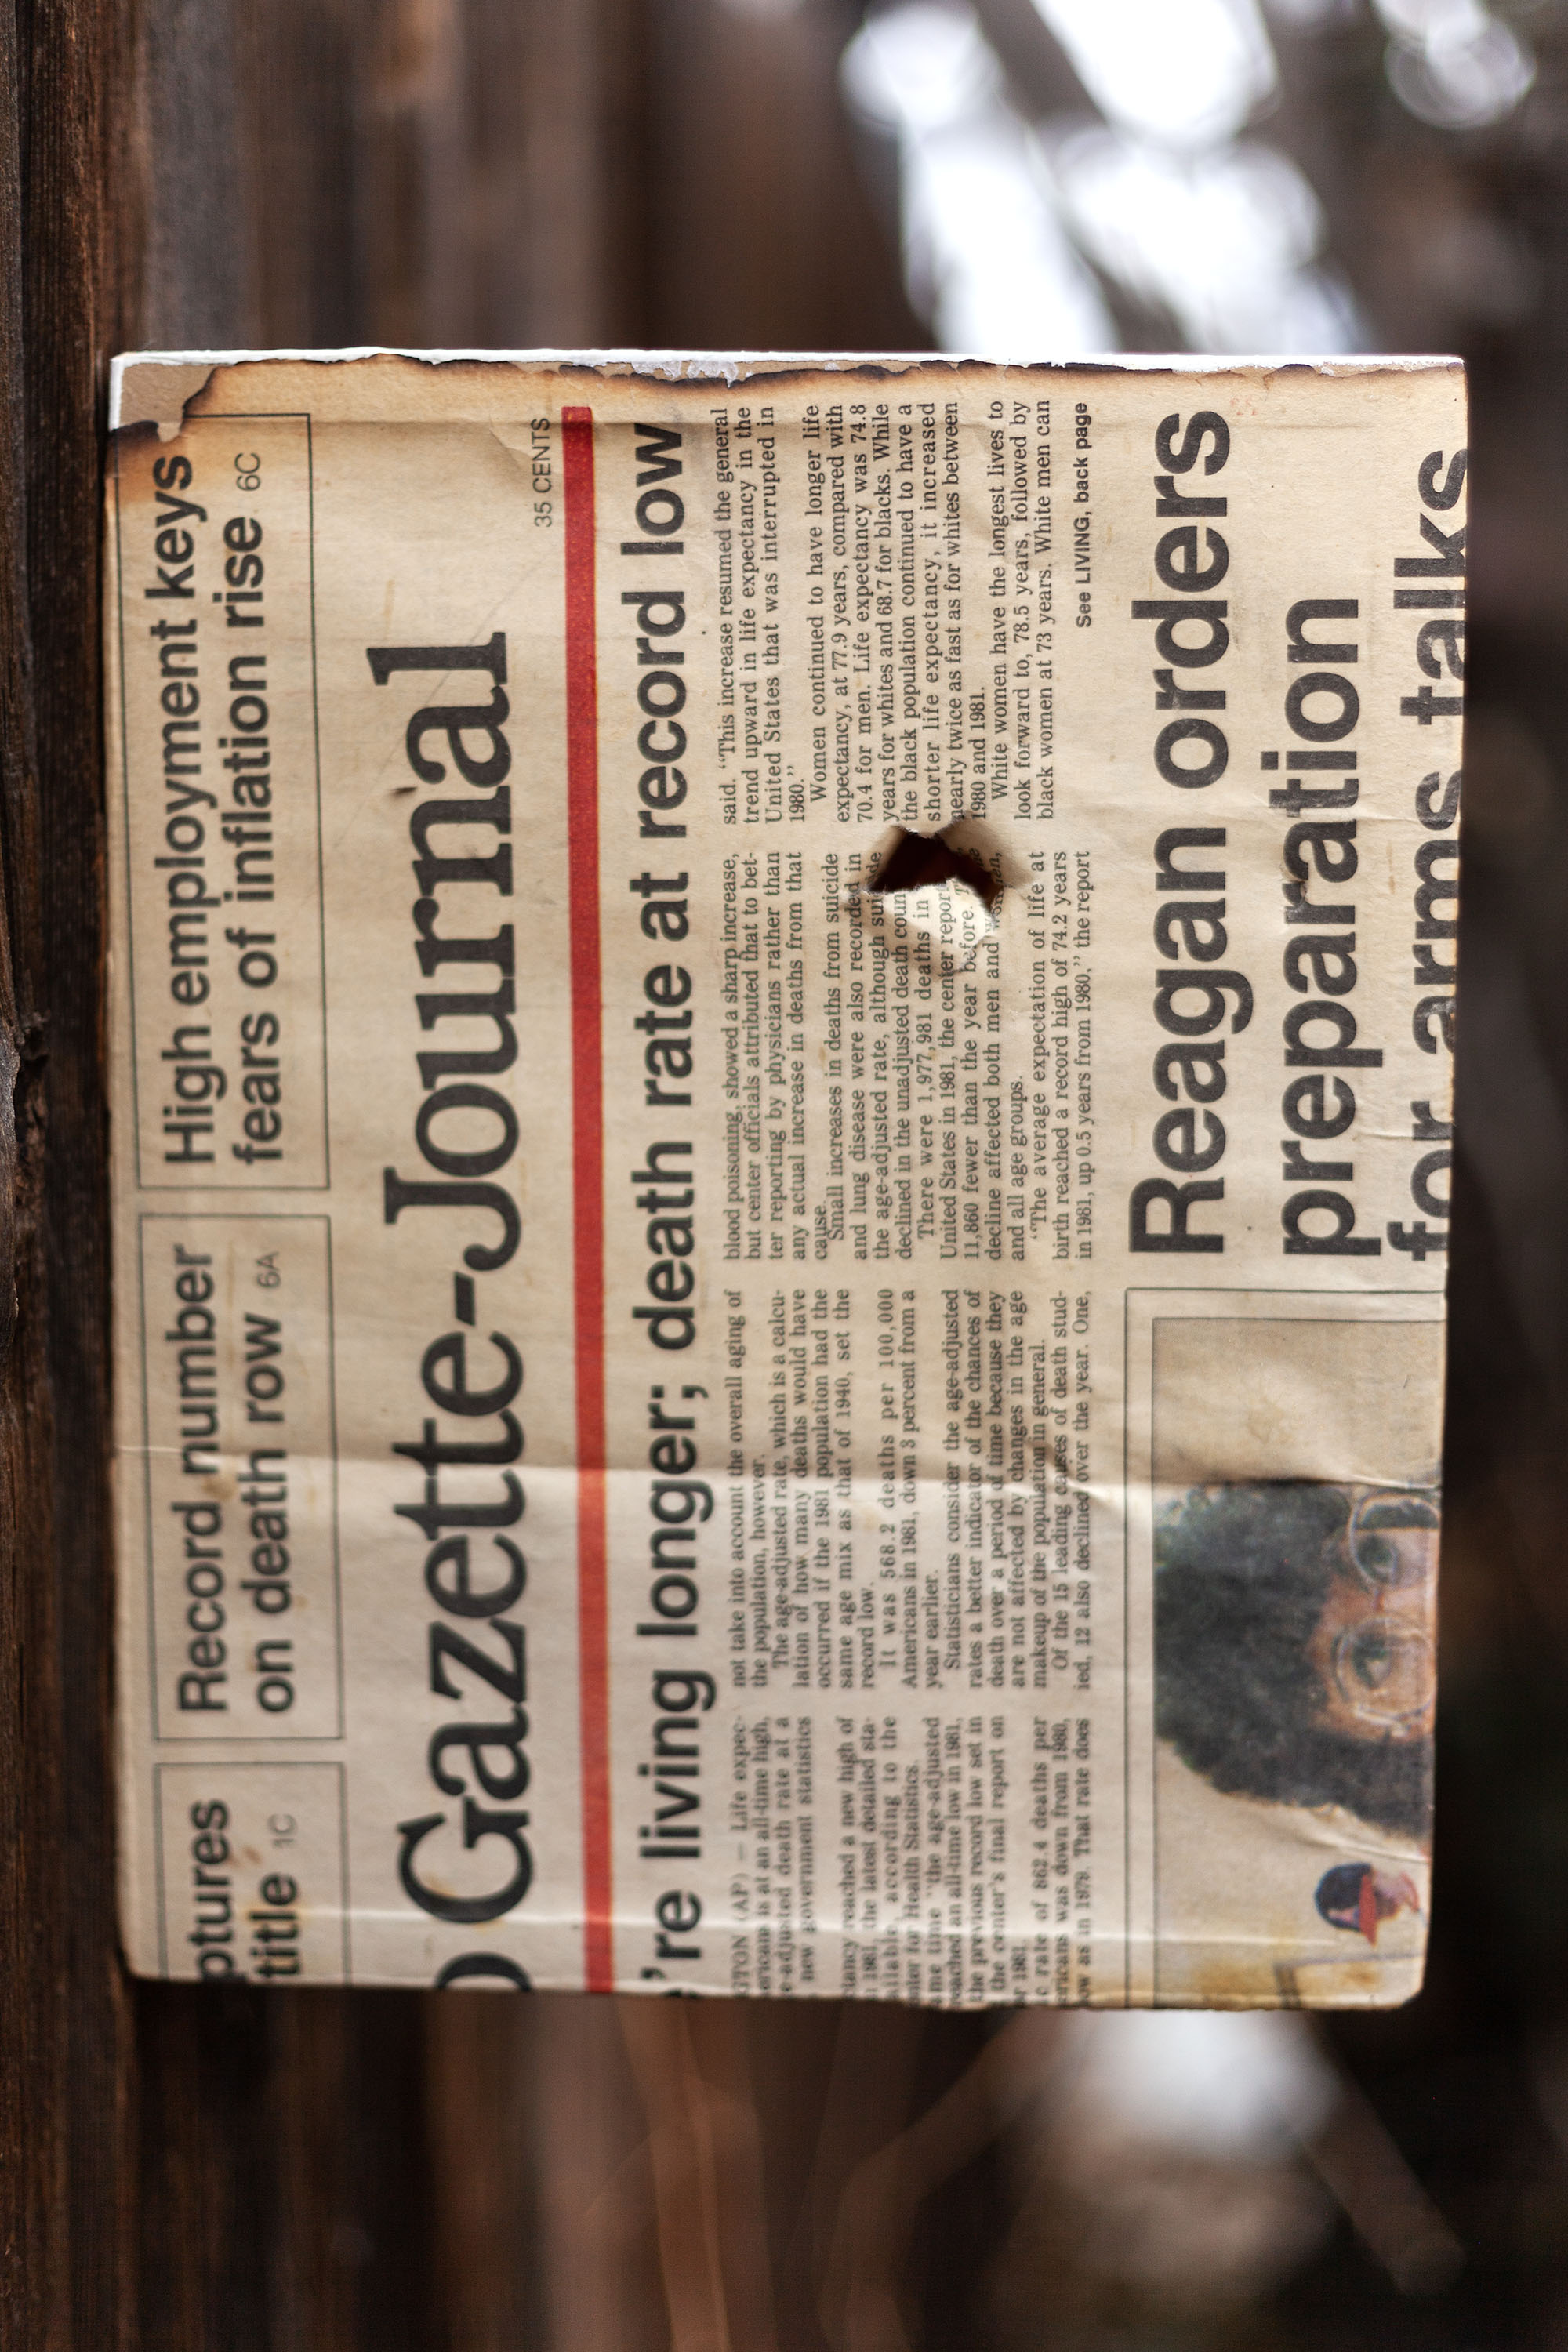 ptures
title 1C
Record number
on death row 6A
High employment keys
fears of inflation rise 6C
Gazette-Journal
35 CENTS
're living longer; death rate at record low
(AP) — Life expec-
is at an all-time high,
death rate at a
new government statistics
reached a new high of
1981, the latest detailed sta-
according to the
for Health Statistics.
time "the age-adjusted
an all-time low in 1981,
the previous record low set in
the center's final report on
1981.
rate of 862.4 deaths per
was down from 1980,
as in 1979. That rate does
not take into account the overall aging of
the population, however.
The age-adjusted rate, which is a calcu-
lation of how many deaths would have
occurred if the 1981 population had the
same age mix as that of 1940, set the
record low.
It was 568.2 deaths per 100,000
Americans in 1981, down 3 percent from a
year earlier.
Statisticians consider the age-adjusted
rates a better indicator of the chances of
death over a period of time because they
are not affected by changes in the age
makeup of the population in general.
Of the 15 leading causes of death stud-
ied, 12 also declined over the year. One,
blood poisoning, showed a sharp increase,
but center officials attributed that to bet-
ter reporting by physicians rather than
any actual increase in deaths from that
cause.
Small increases in deaths from suicide
and lung disease were also recorded in
the age-adjusted rate, although suicide
declined in the unadjusted death
There were 1,977,981 deaths in
United States in 1981, the center
11,860 fewer than the year before.
decline affected both men and women,
and all age groups.
"The average expectation of life at
birth reached a record high of 74.2 years
in 1981, up 0.5 years from 1980," the report
said. "This increase resumed the general
trend upward in life expectancy in the
United States that was interrupted in
1980."
Women continued to have longer life
expectancy, at 77.9 years, compared with
70.4 for men. Life expectancy was 74.8
years for whites and 68.7 for blacks. While
the black population continued to have a
shorter life expectancy, it increased
nearly twice as fast as for whites between
1980 and 1981.
White women have the longest lives to
look forward to, 78.5 years, followed by
black women at 73 years. White men can
See LIVING, back page
Reagan orders
preparation
for arms talks